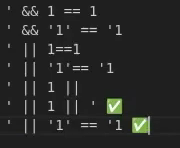 ' && 1 == 1
' && '1' == '1
' || 1==1
' || '1'== '1
' || 1 ||
' || 1 || ' ✅
' || '1' == '1 ✅